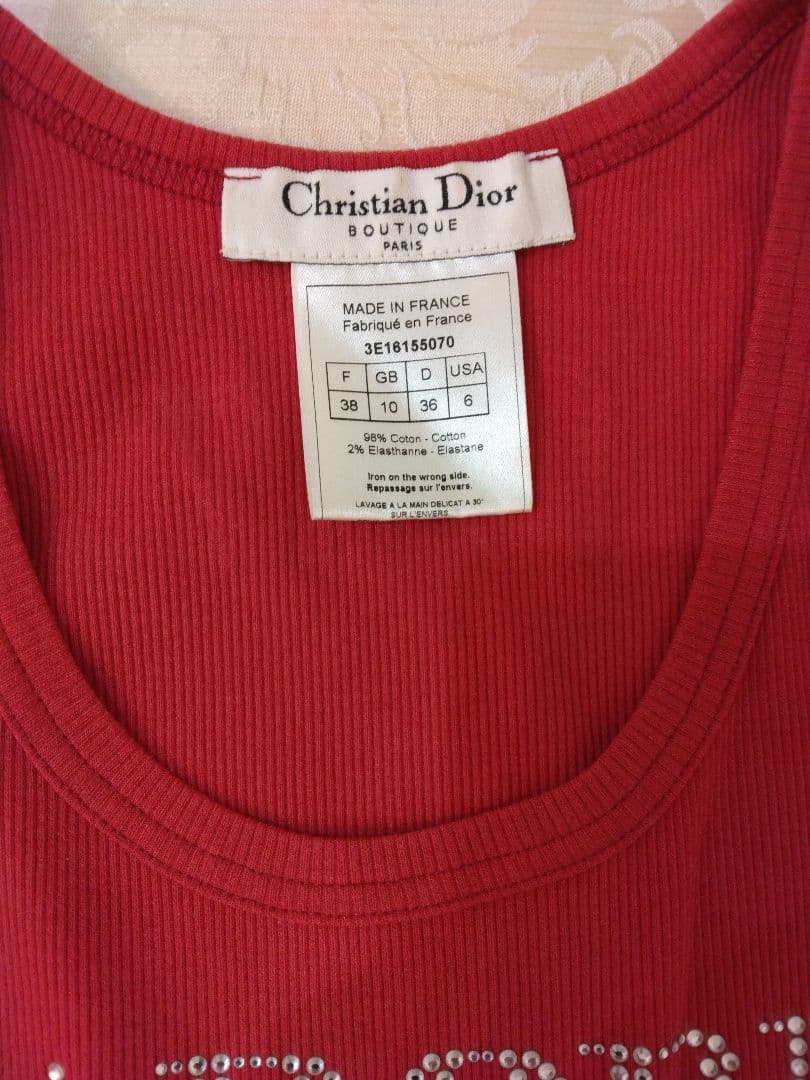 Christian Dior
BOUTIQUE
PARIS
MADE IN FRANCE
Fabriqué en France
3E16155070
F GB D USA
38 10 36 6
98% Coton - Cotton
2% Elasthanne - Elastane
Iron on the wrong side.
Repassage sur l'envers.
LAVAGE A LA MAIN DELICAT A 30°
SUR L'ENVERS